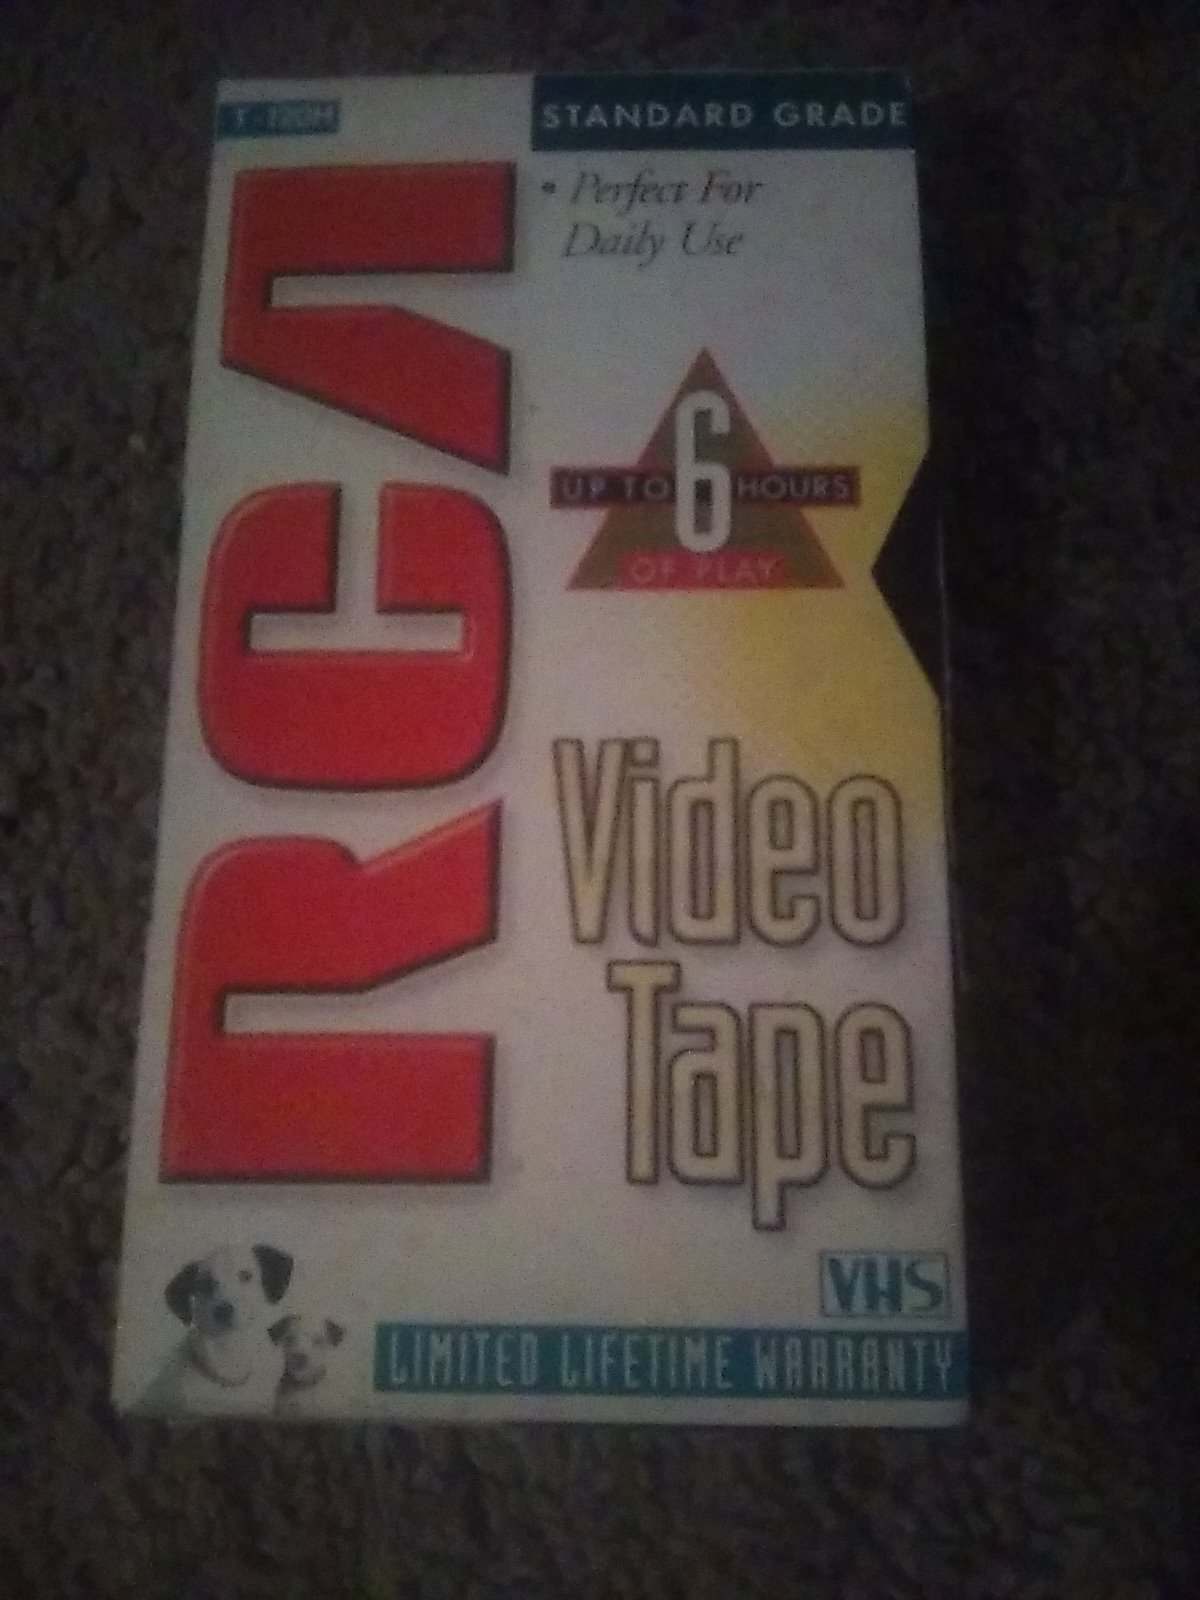 T-120H
STANDARD GRADE
• Perfect For
Daily Use
RCA
6
UP TO HOURS
OF PLAY
Video
Tape
VHS
LIMITED LIFETIME WARRANTY